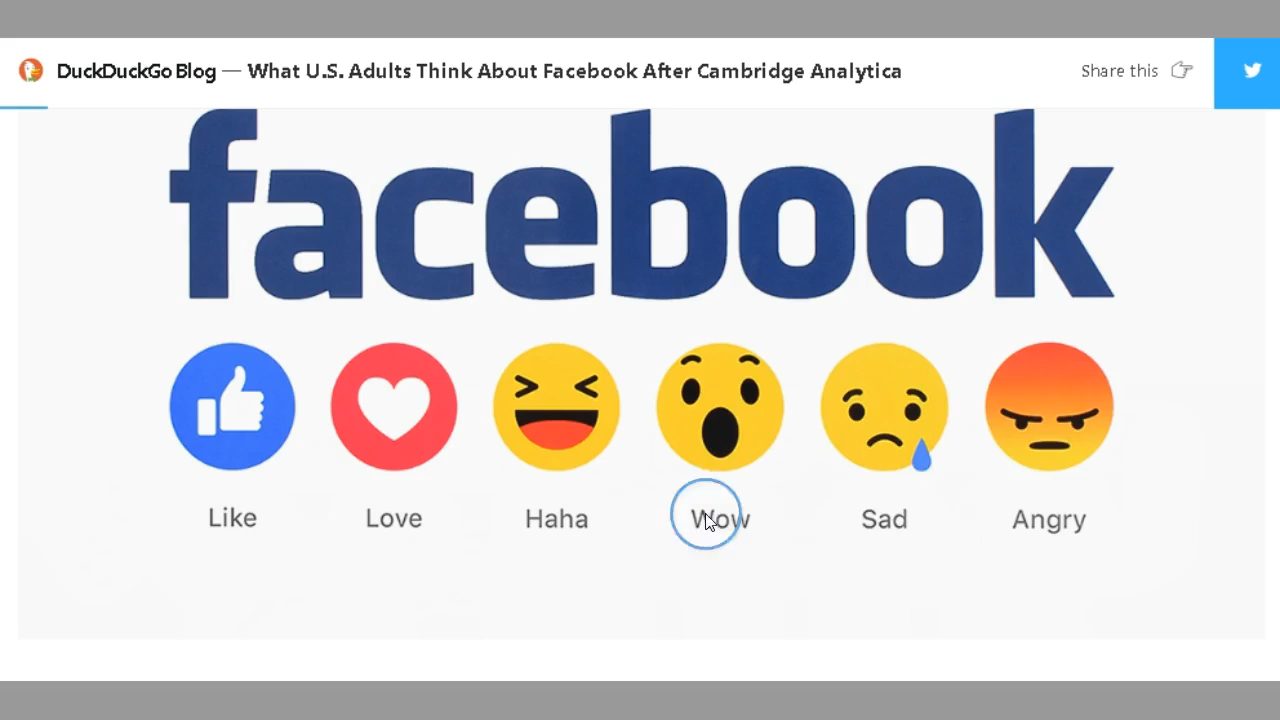 DuckDuckGo Blog — What U.S. Adults Think About Facebook After Cambridge Analytica Share this
facebook
Like Love Haha Wow Sad Angry